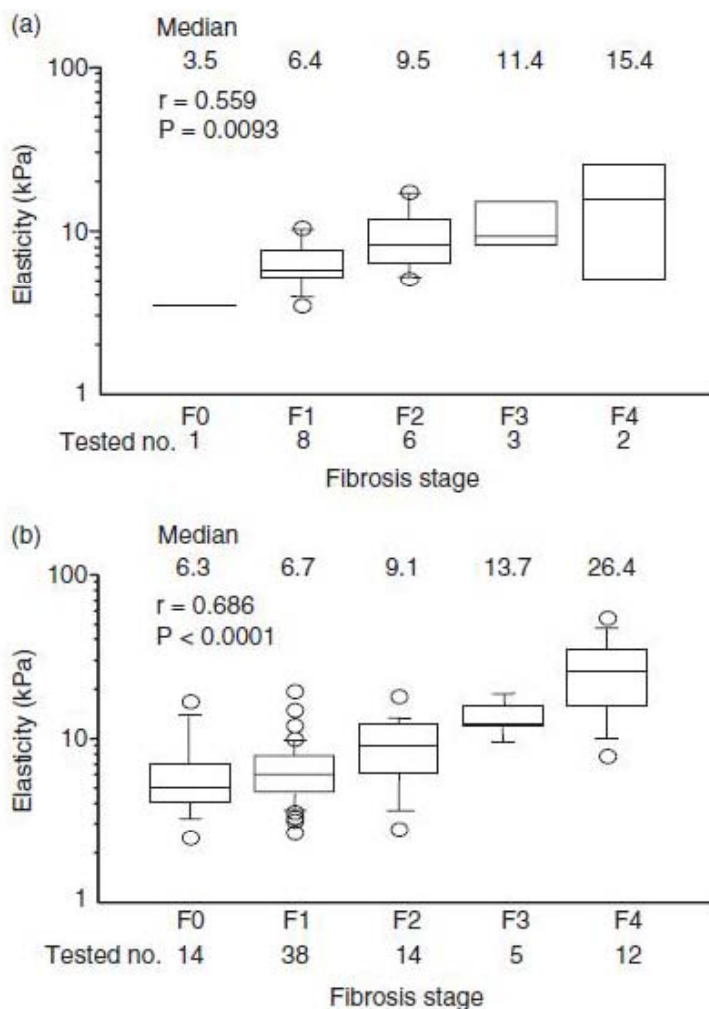 (a)
Median
3.5 6.4 9.5 11.4 15.4
100
r = 0.559
P = 0.0093
Elasticity (kPa)
10
1
F0 F1 F2 F3 F4
Tested no. 1 8 6 3 2
Fibrosis stage
(b)
Median
6.3 6.7 9.1 13.7 26.4
100
r = 0.686
P < 0.0001
Elasticity (kPa)
10
1
F0 F1 F2 F3 F4
Tested no. 14 38 14 5 12
Fibrosis stage